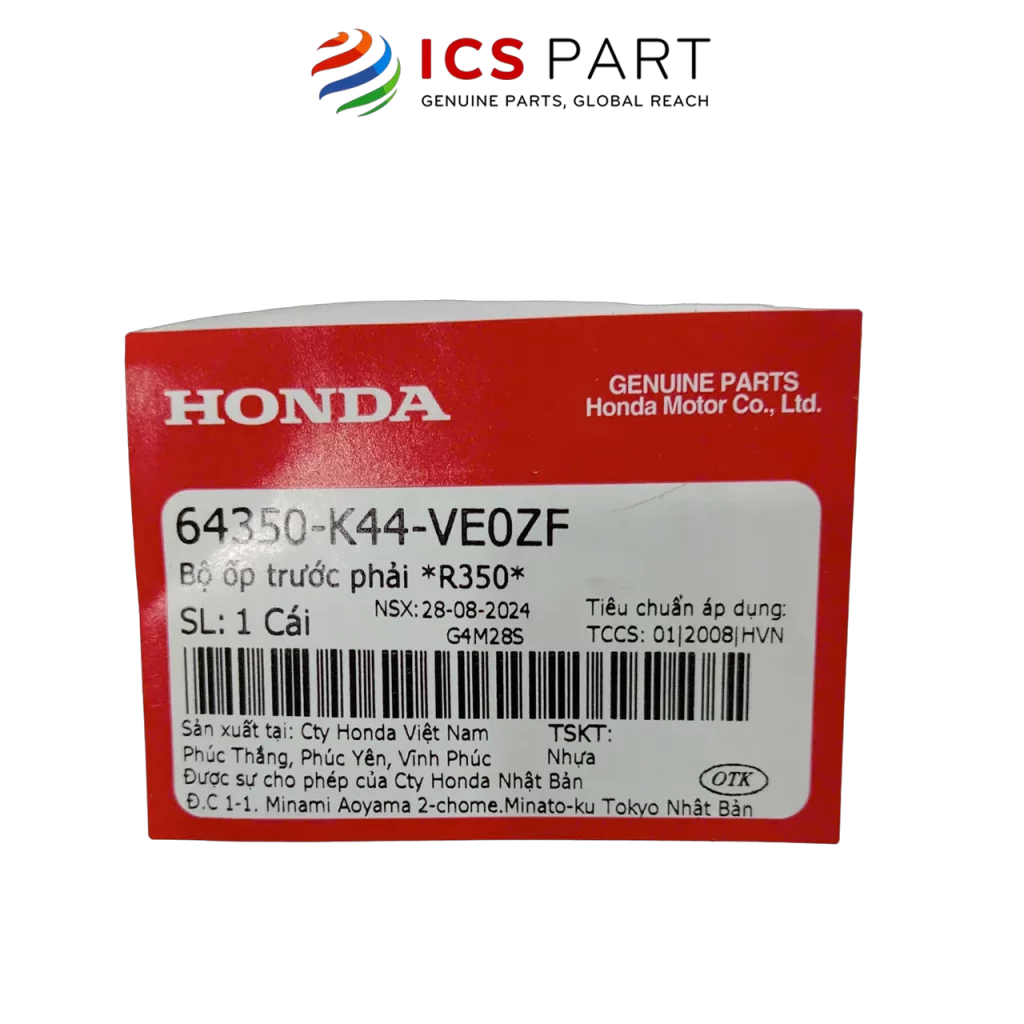 ICS PART
GENUINE PARTS, GLOBAL REACH
HONDA
GENUINE PARTS
Honda Motor Co., Ltd.
64350-K44-VE0ZF
Bộ ốp trước phải *R350*
SL: 1 Cái
NSX: 28-08-2024
G4M28S
Tiêu chuẩn áp dụng:
TCCS: 01|2008|HVN
Sản xuất tại: Cty Honda Việt Nam
Phúc Thắng, Phúc Yên, Vĩnh Phúc
Được sự cho phép của Cty Honda Nhật Bản
Đ.C 1-1. Minami Aoyama 2-chome.Minato-ku Tokyo Nhật Bản
TSKT:
Nhựa
OTK